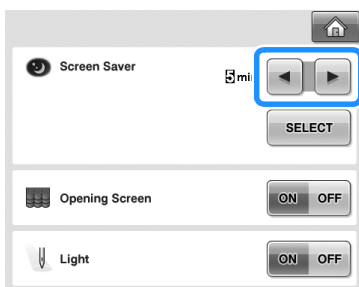 Screen Saver
5 mi
SELECT
Opening Screen
ON OFF
Light
ON OFF